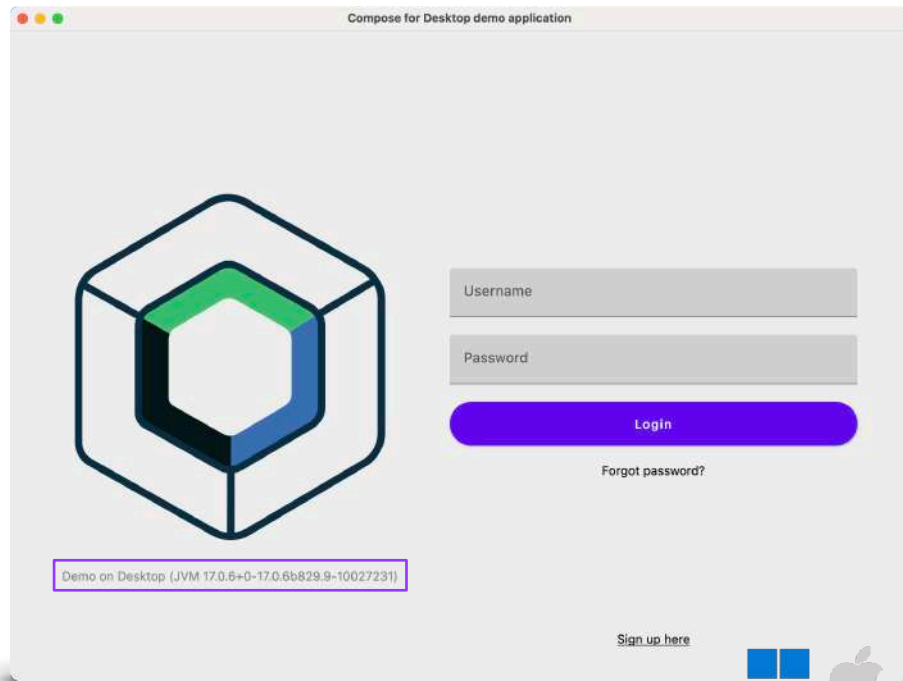 Compose for Desktop demo application
Username
Password
Login
Forgot password?
Demo on Desktop (JVM 17.0.6+0-17.0.6b829.9-10027231)
Sign up here